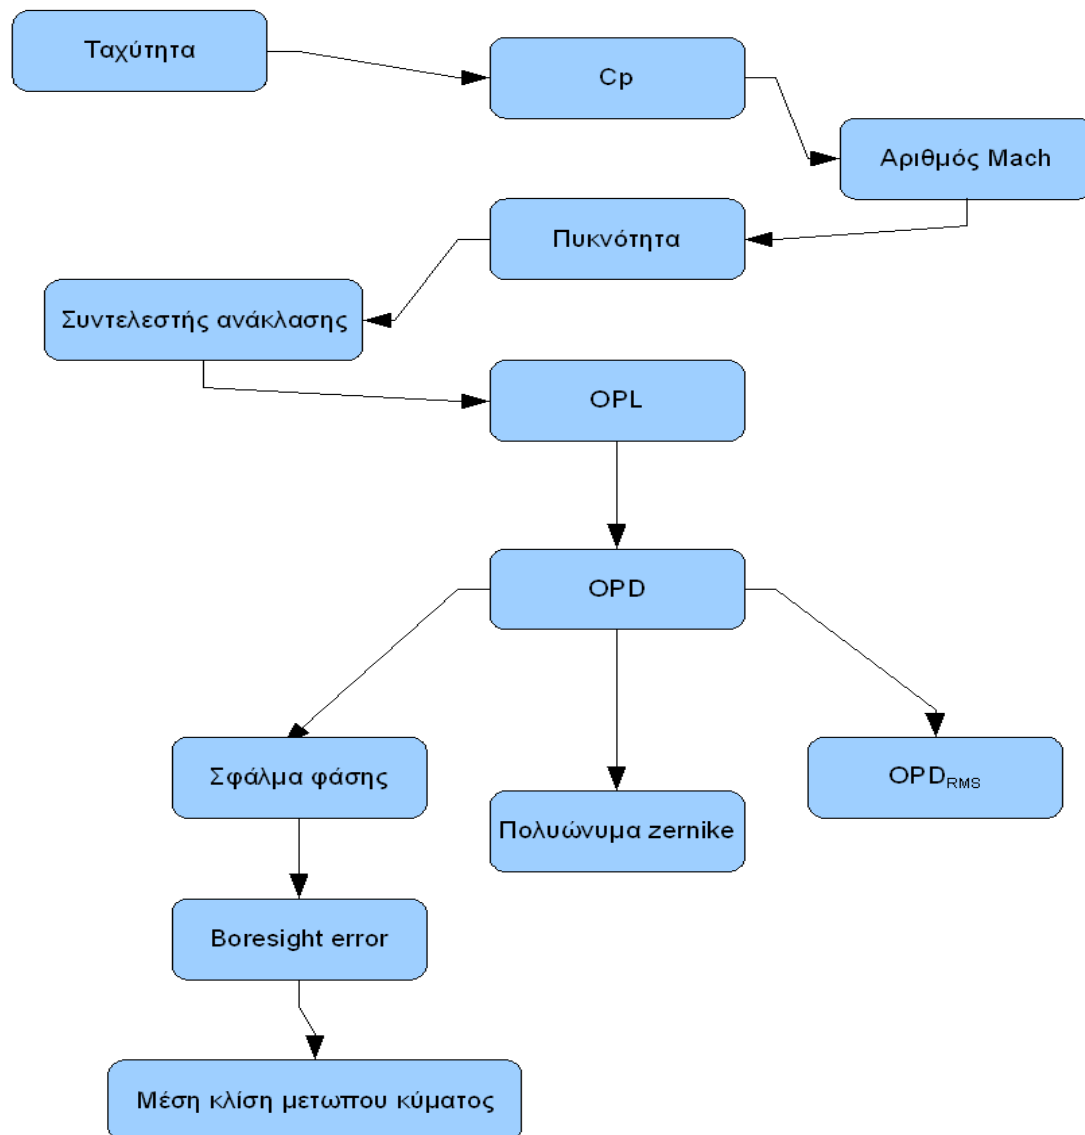 Ταχύτητα
Cp
Αριθμός Mach
Πυκνότητα
Συντελεστής ανάκλασης
OPL
OPD
Σφάλμα φάσης
Πολυώνυμα zernike
OPDRMS
Boresight error
Μέση κλίση μετωπου κύματος